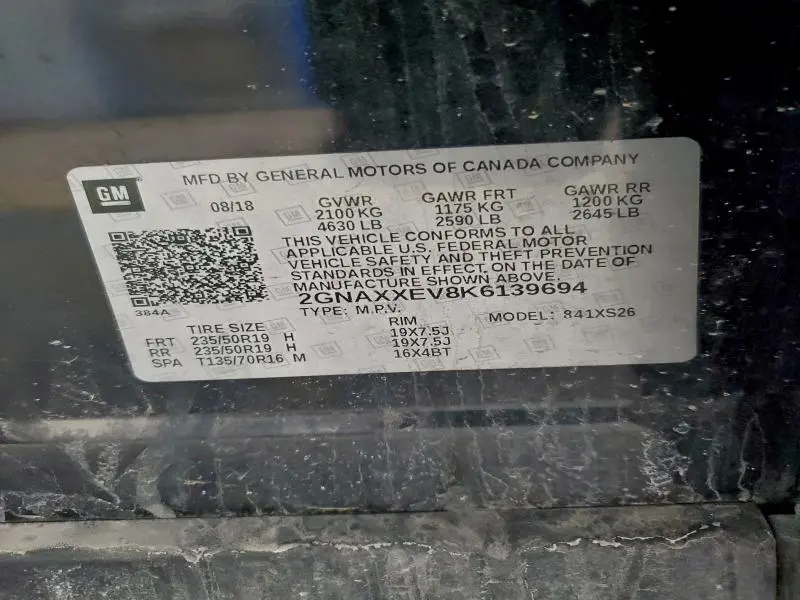 MFD BY GENERAL MOTORS OF CANADA COMPANY
GM
08/18 GVWR GAWR FRT GAWR RR
2100 KG 1175 KG 1200 KG
4630 LB 2590 LB 2645 LB
THIS VEHICLE CONFORMS TO ALL
APPLICABLE U.S. FEDERAL MOTOR
VEHICLE SAFETY AND THEFT PREVENTION
STANDARDS IN EFFECT ON THE DATE OF
MANUFACTURE SHOWN ABOVE.
384A
2GNAXXEV8K6139694
TYPE: M.P.V. MODEL: 841XS26
TIRE SIZE RIM
FRT 235/50R19 H 19X7.5J
RR 235/50R19 H 19X7.5J
SPA T135/70R16 M 16X4BT